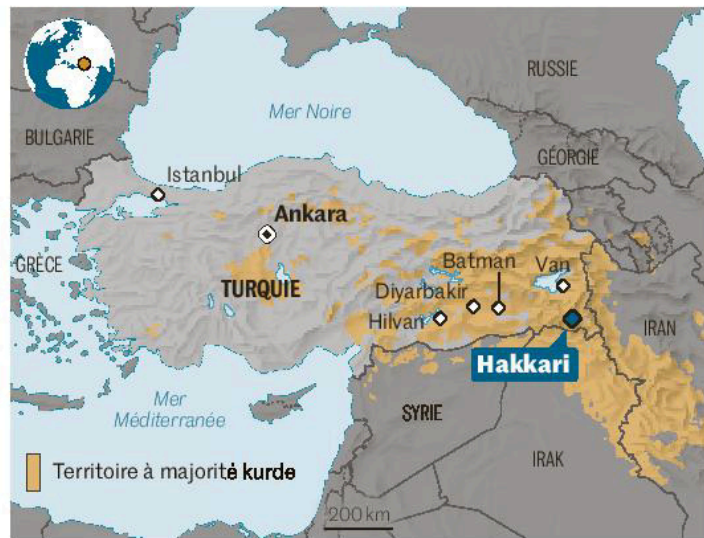 RUSSIE
Mer Noire
BULGARIE
GÉORGIE
Istanbul
Ankara
GRÈCE
Batman
Van
TURQUIE
Diyarbakir
Hilvan
IRAN
Hakkari
Mer
Méditerranée
SYRIE
IRAK
Territoire à majorité kurde
200 km